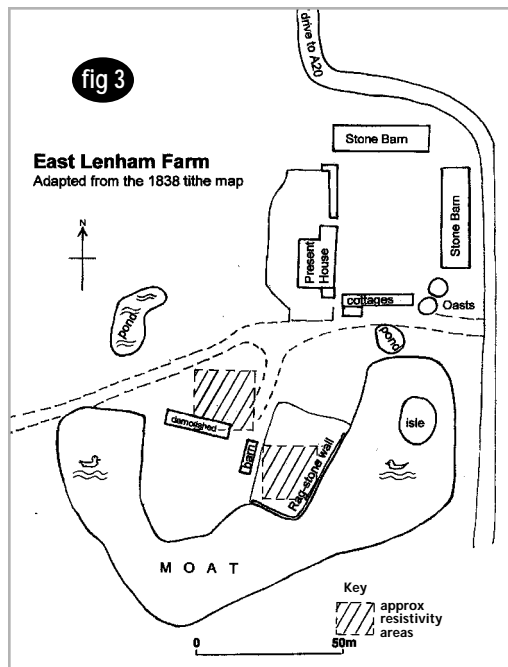 fig 3
drive to A20
East Lenham Farm
Adapted from the 1838 tithe map
N
Stone Barn
Stone Barn
Present
House
cottages
Oasts
pond
pond
demolished
barn
isle
Rag-stone wall
MOAT
Key
approx
resistivity
areas
0
50m